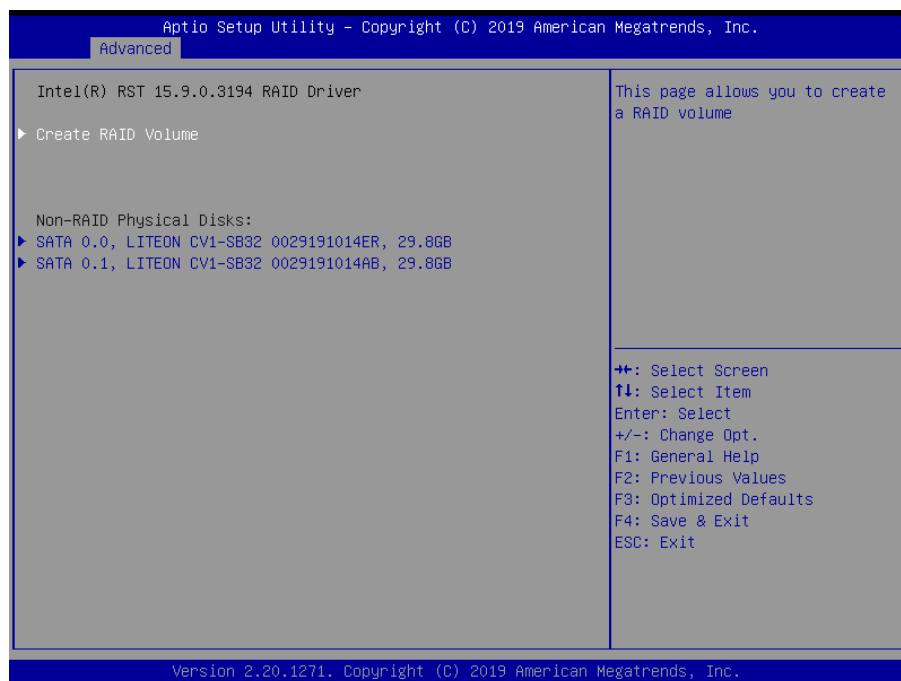 Aptio Setup Utility – Copyright (C) 2019 American Megatrends, Inc.
Advanced
Intel(R) RST 15.9.0.3194 RAID Driver
Create RAID Volume
Non-RAID Physical Disks:
SATA 0.0, LITEON CV1-SB32 0029191014ER, 29.8GB
SATA 0.1, LITEON CV1-SB32 0029191014AB, 29.8GB
This page allows you to create
a RAID volume
→←: Select Screen
↑↓: Select Item
Enter: Select
+/-: Change Opt.
F1: General Help
F2: Previous Values
F3: Optimized Defaults
F4: Save & Exit
ESC: Exit
Version 2.20.1271. Copyright (C) 2019 American Megatrends, Inc.